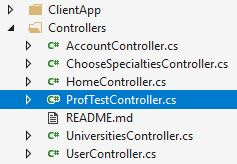 ClientApp
Controllers
AccountController.cs
ChooseSpecialtiesController.cs
HomeController.cs
ProfTestController.cs
README.md
UniversitiesController.cs
UserController.cs